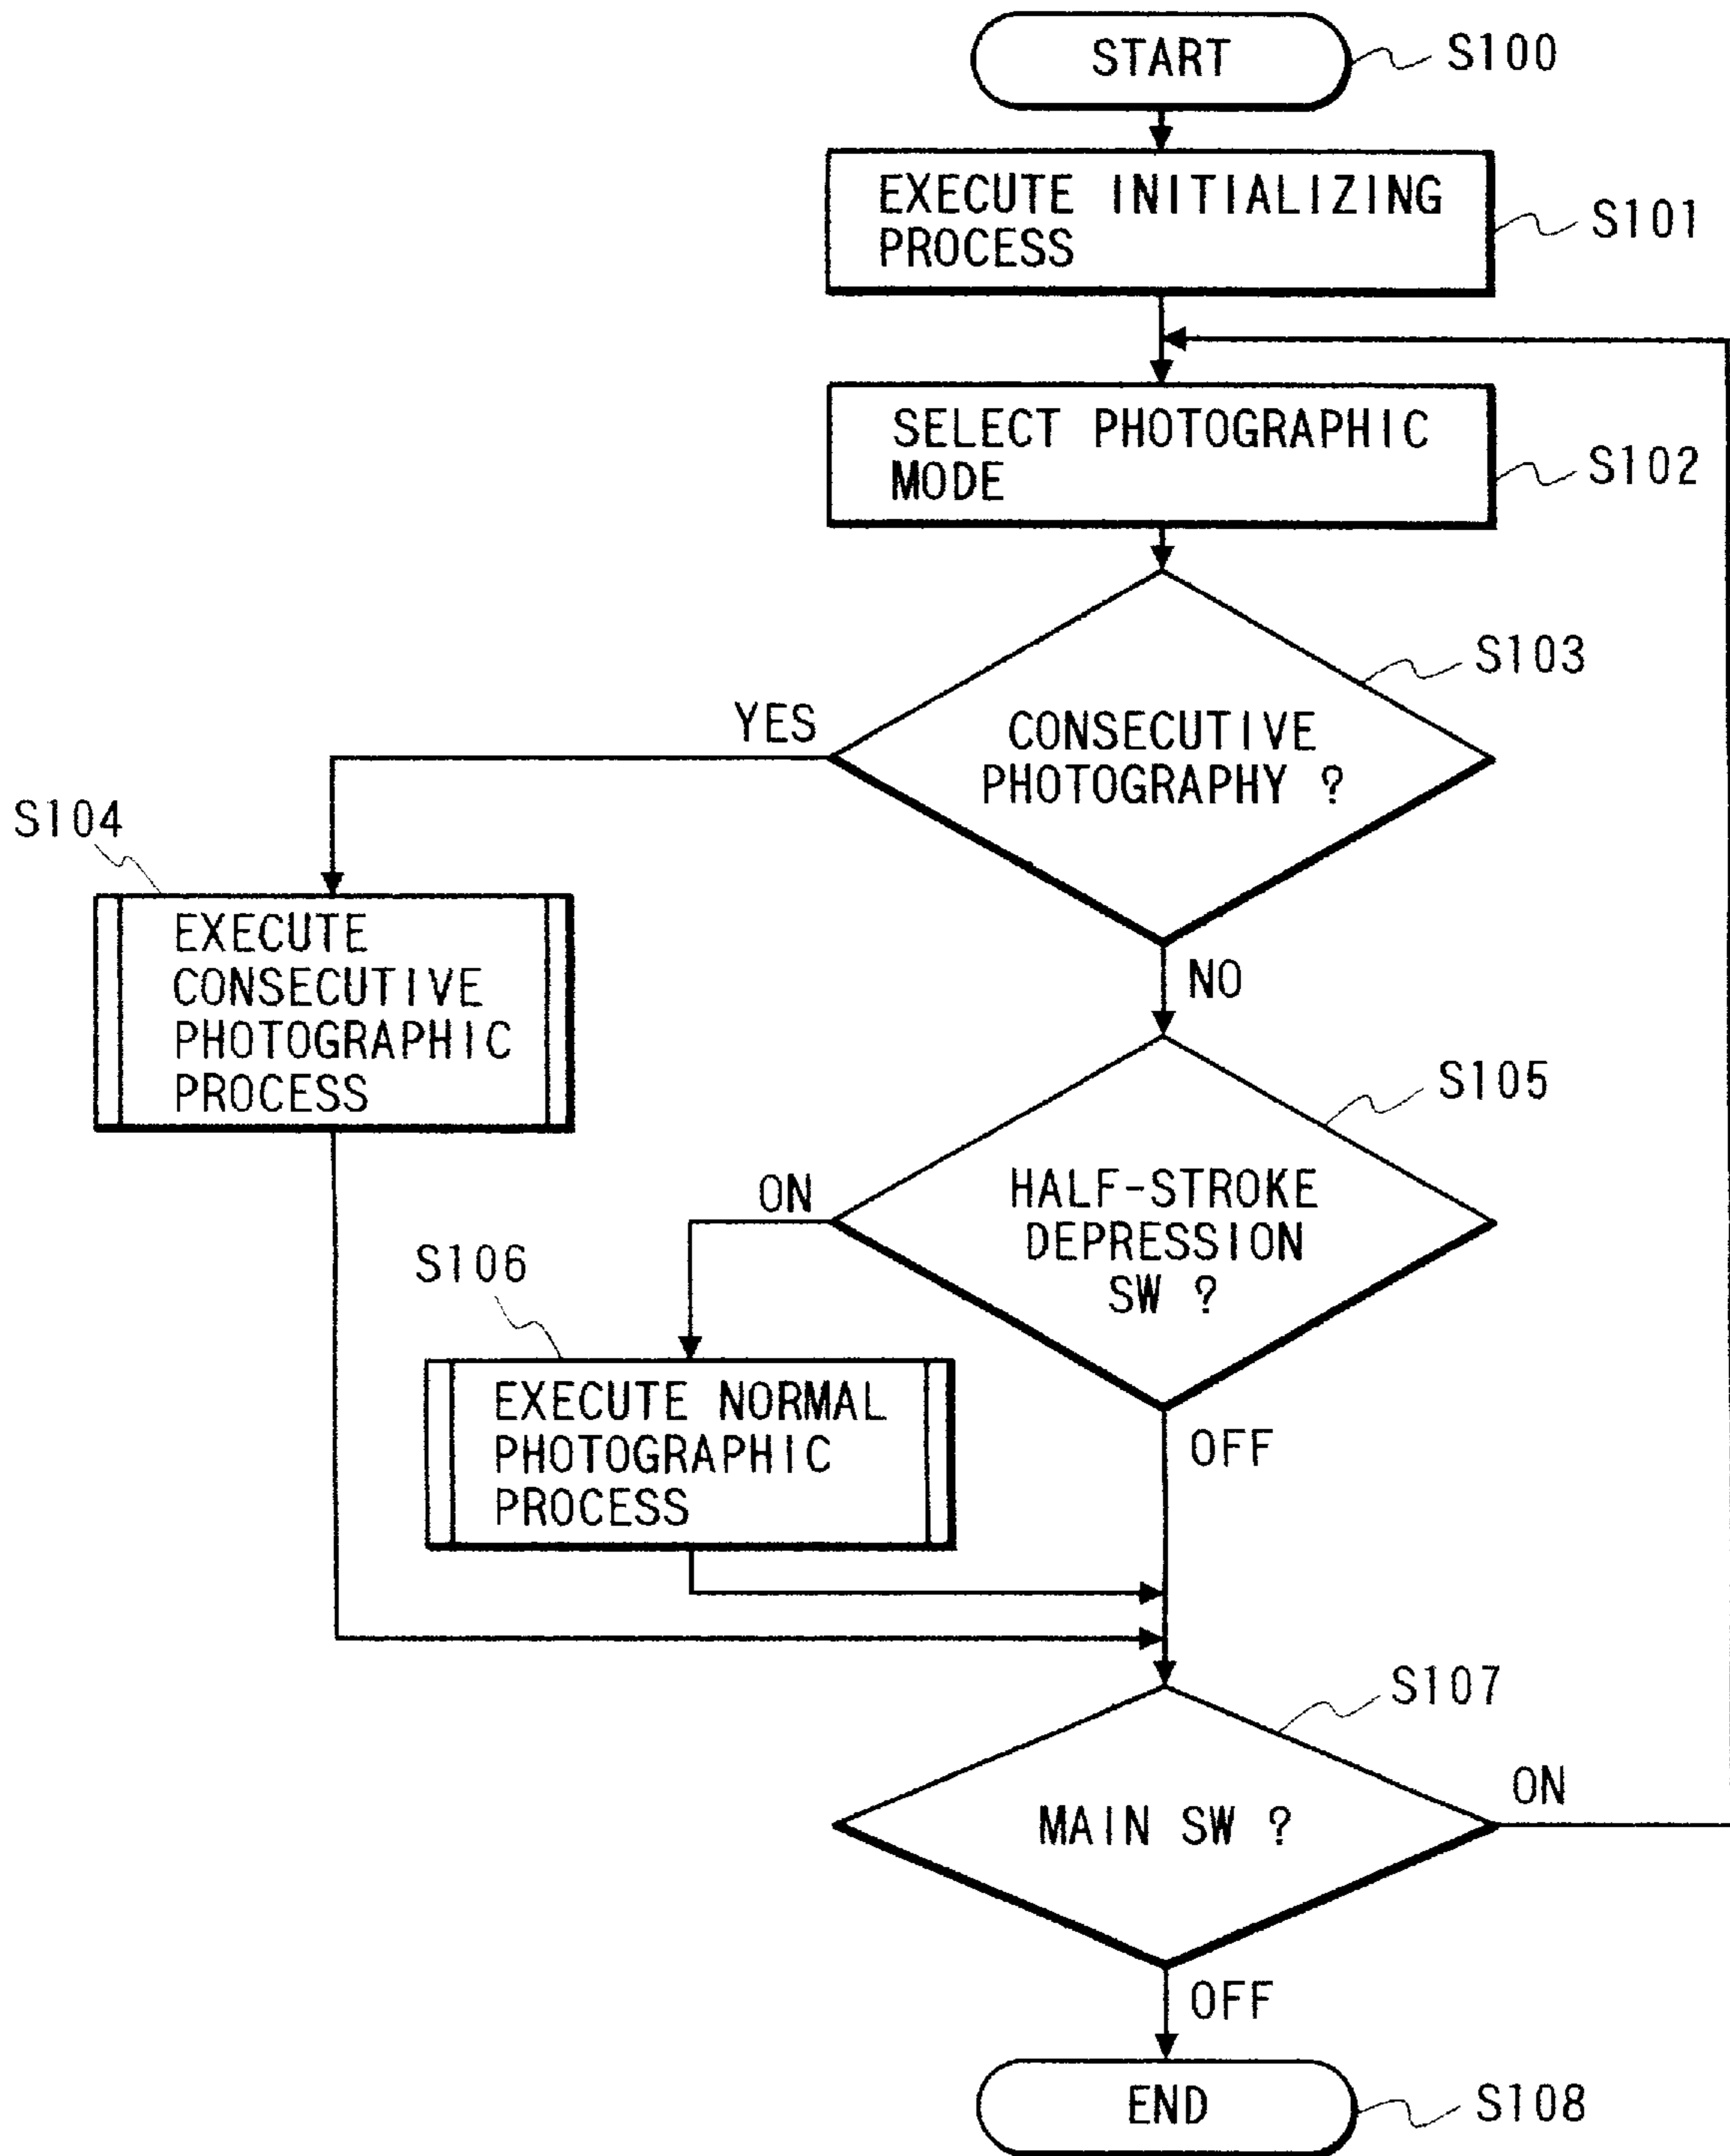 START
S100
EXECUTE INITIALIZING
PROCESS
S101
SELECT PHOTOGRAPHIC
MODE
S102
S103
YES
CONSECUTIVE
PHOTOGRAPHY ?
S104
EXECUTE
CONSECUTIVE
PHOTOGRAPHIC
PROCESS
NO
S105
ON
HALF-STROKE
DEPRESSION
SW ?
S106
EXECUTE NORMAL
PHOTOGRAPHIC
PROCESS
OFF
S107
MAIN SW ?
ON
OFF
END
S108